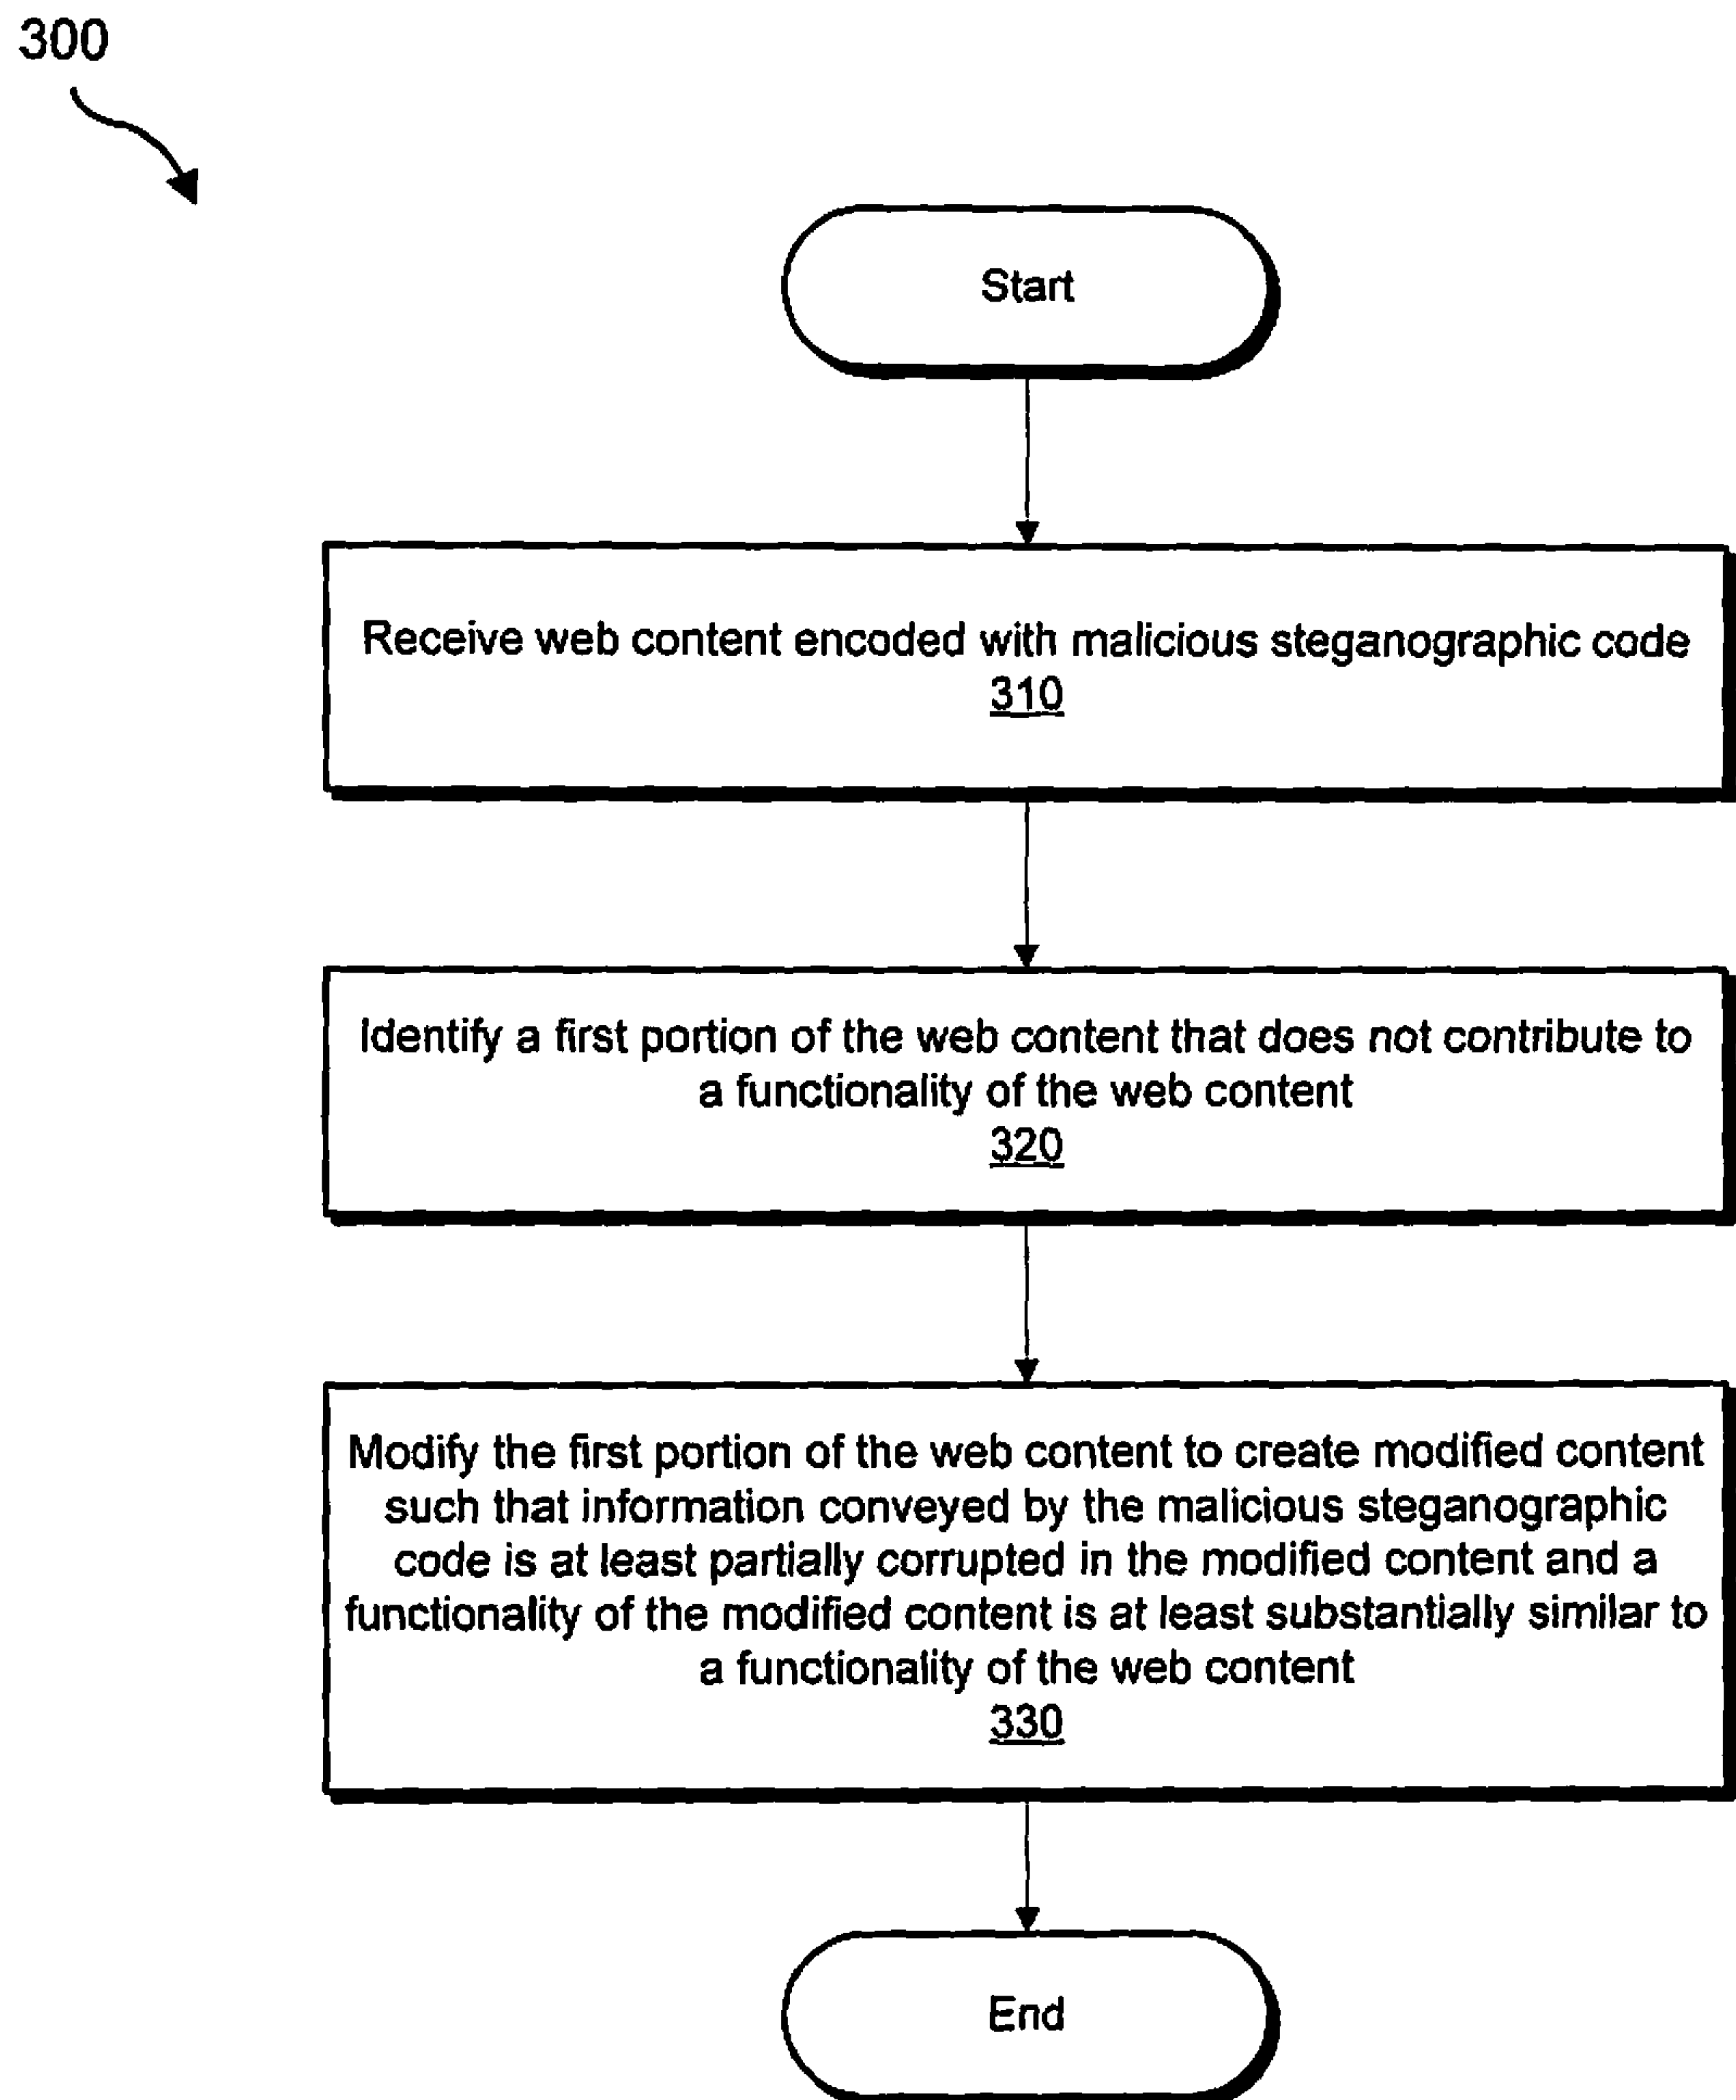 300
Start
Receive web content encoded with malicious steganographic code
310
Identify a first portion of the web content that does not contribute to
a functionality of the web content
320
Modify the first portion of the web content to create modified content
such that information conveyed by the malicious steganographic
code is at least partially corrupted in the modified content and a
functionality of the modified content is at least substantially similar to
a functionality of the web content
330
End